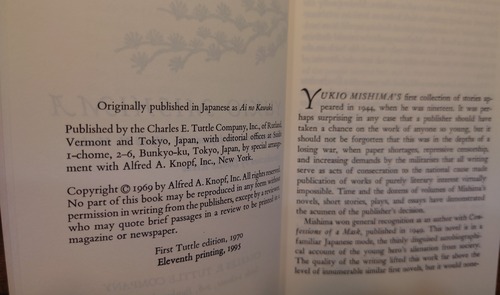 Originally published in Japanese as Ai no Kawaki
Published by the Charles E. Tuttle Company, Inc., of Rutland,
Vermont and Tokyo, Japan, with editorial offices at Suido
1-chome, 2–6, Bunkyo-ku, Tokyo, Japan, by special arrange-
ment with Alfred A. Knopf, Inc., New York.
Copyright © 1969 by Alfred A. Knopf, Inc. All rights reserved.
No part of this book may be reproduced in any form without
permission in writing from the publishers, except by a reviewer
who may quote brief passages in a review to be printed in a
magazine or newspaper.
First Tuttle edition, 1970
Eleventh printing, 1995
YUKIO MISHIMA'S first collection of stories ap-
peared in 1944, when he was nineteen. It was per-
haps surprising in any case that a publisher should have
taken a chance on the work of anyone so young, but it
should not be forgotten that this was in the depths of a
losing war, when paper shortages, repressive censorship,
and increasing demands by the militarists that all writing
serve as acts of consecration to the national cause made
publication of works of purely literary interest virtually
impossible. Time and the dozens of volumes of Mishima's
novels, short stories, plays, and essays have demonstrated
the acumen of the publisher's decision.
Mishima won general recognition as an author with Con-
fessions of a Mask, published in 1949. This novel is in a
familiar Japanese mode, the thinly disguised autobiographi-
cal account of the young hero's alienation from society.
The quality of the writing lifted this work far above the
level of innumerable similar first novels, but it would